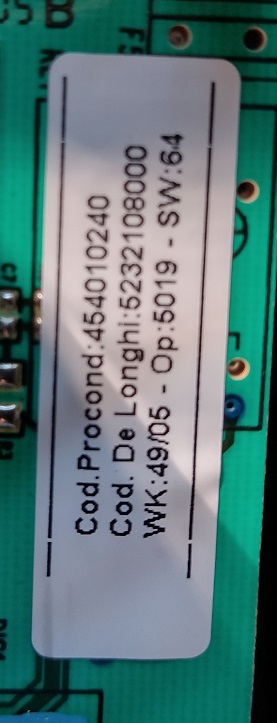 Cod.Procond:454010240
Cod. De Longhi:5232108000
WK:49/05 - Op:5019 - SW:64